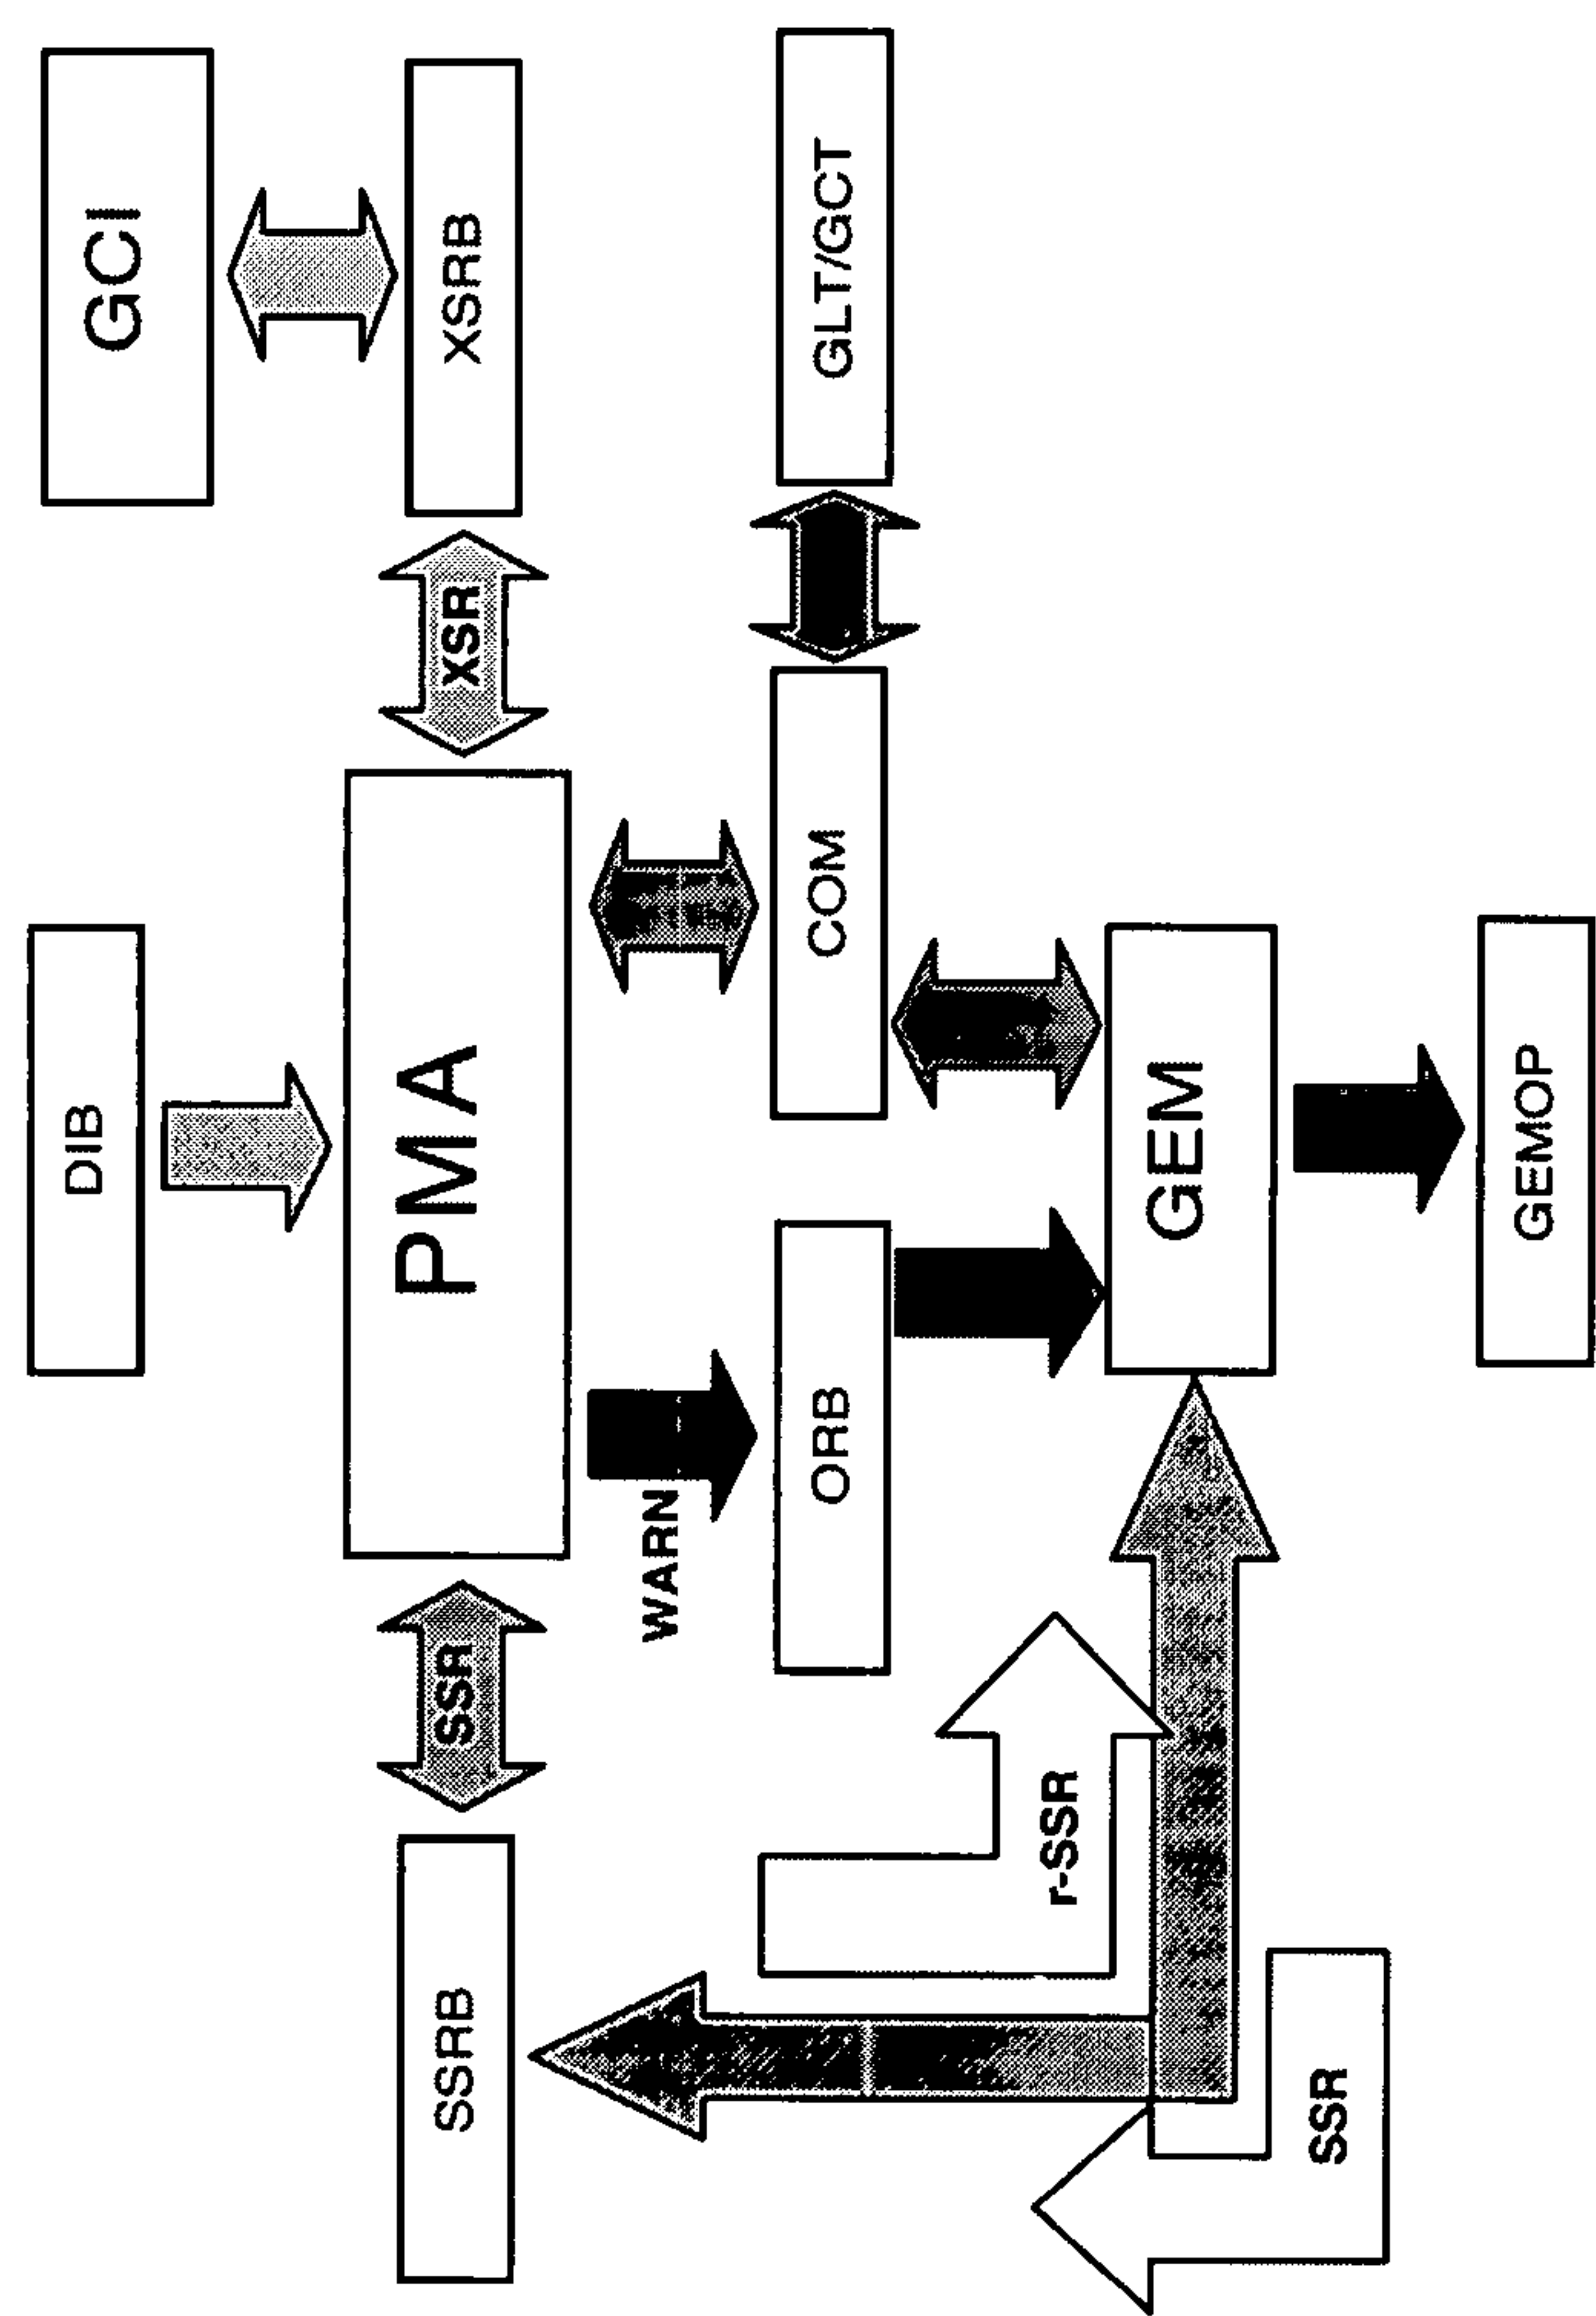 DIB
GCI
SSRB
SSR
PMA
XSR
XSRB
WARN
ORB
COM
GLT/GCT
r-SSR
GEM
SSR
GEMOP